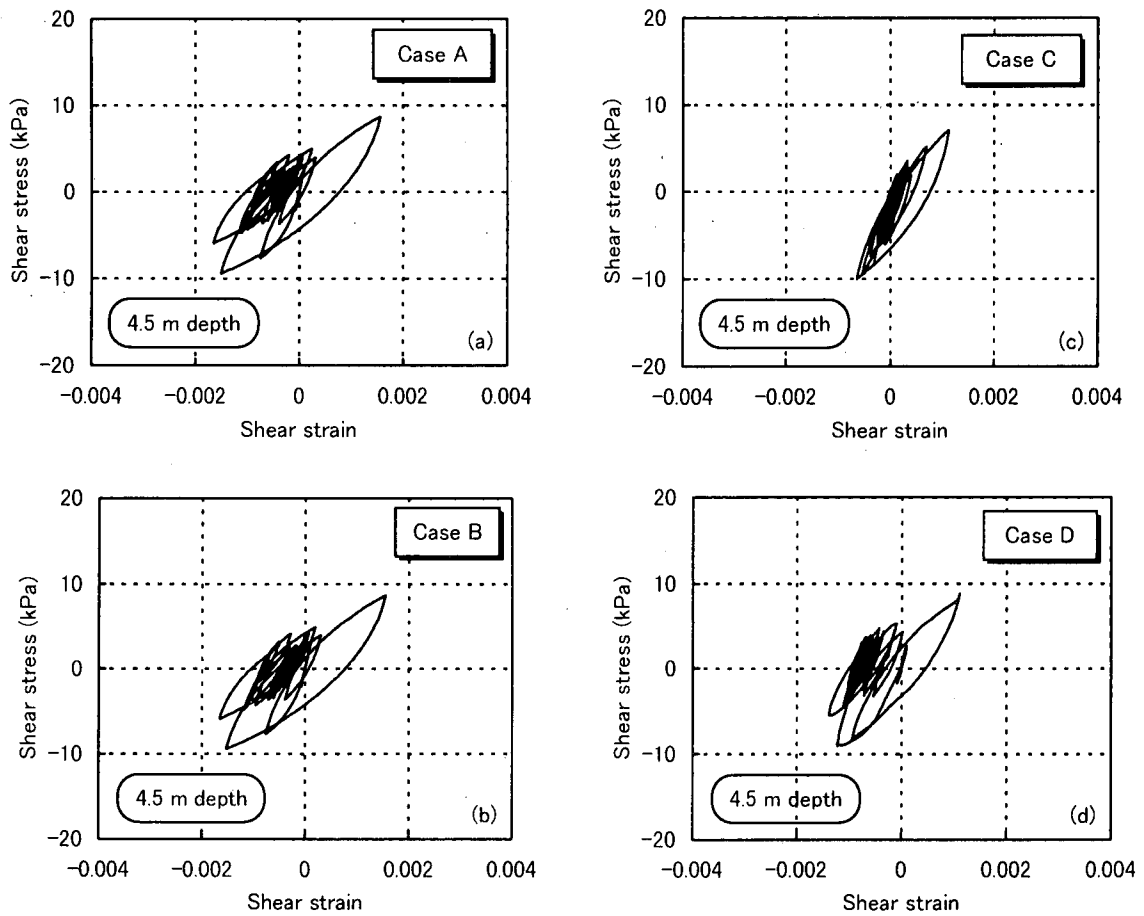 20
10
0
−10
−20
Shear stress (kPa)
Case A
4.5 m depth
(a)
−0.004 −0.002 0 0.002 0.004
Shear strain
20
10
0
−10
−20
Shear stress (kPa)
Case C
4.5 m depth
(c)
−0.004 −0.002 0 0.002 0.004
Shear strain
20
10
0
−10
−20
Shear stress (kPa)
Case B
4.5 m depth
(b)
−0.004 −0.002 0 0.002 0.004
Shear strain
20
10
0
−10
−20
Shear stress (kPa)
Case D
4.5 m depth
(d)
−0.004 −0.002 0 0.002 0.004
Shear strain